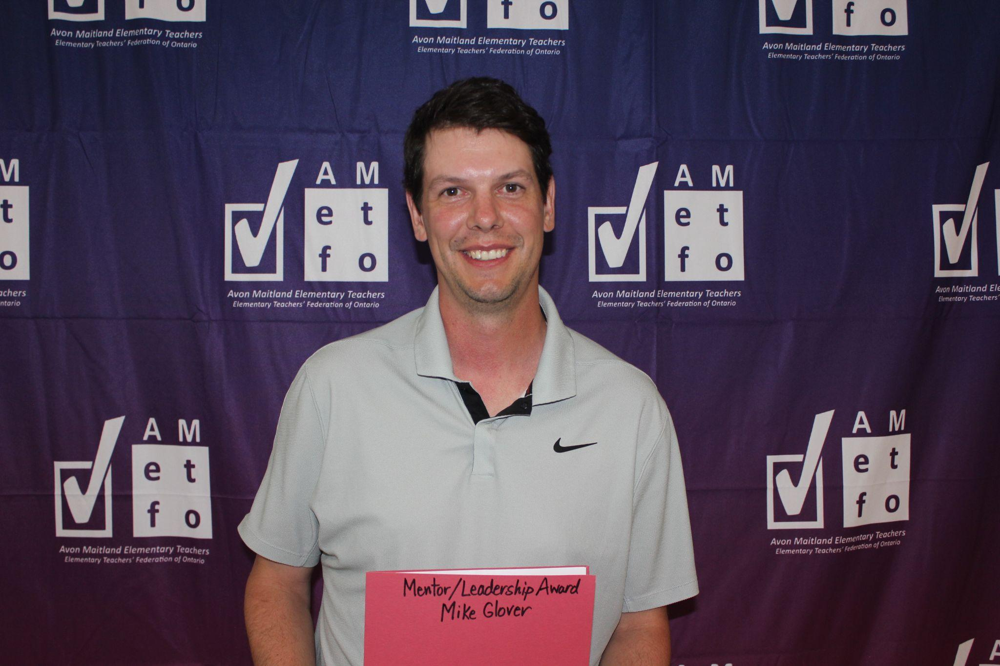 fo
Avon Maitland Elementary Teachers
Elementary Teachers' Federation of Ontario
fo
Avon Maitland Elementary Teachers
Elementary Teachers' Federation of Ontario
fo
Avon Maitland Elementary Teachers
Elementary Teachers' Federation of Ontario
M
t
o
achers
ntario
AM
et
fo
Avon Maitland Elementary Teachers
Elementary Teachers' Federation of Ontario
AM
et
fo
Avon Maitland Elementary Teachers
Elementary Teachers' Federation of Ontario
Avon Maitland Ele
Elementary Teachers'
AM
et
fo
Avon Maitland Elementary Teachers
Elementary Teachers' Federation of Ontario
AM
et
fo
Avon Maitland Elementary Teachers
Elementary Teachers' Federation of Ontario
Mentor/Leadership Award
Mike Glover